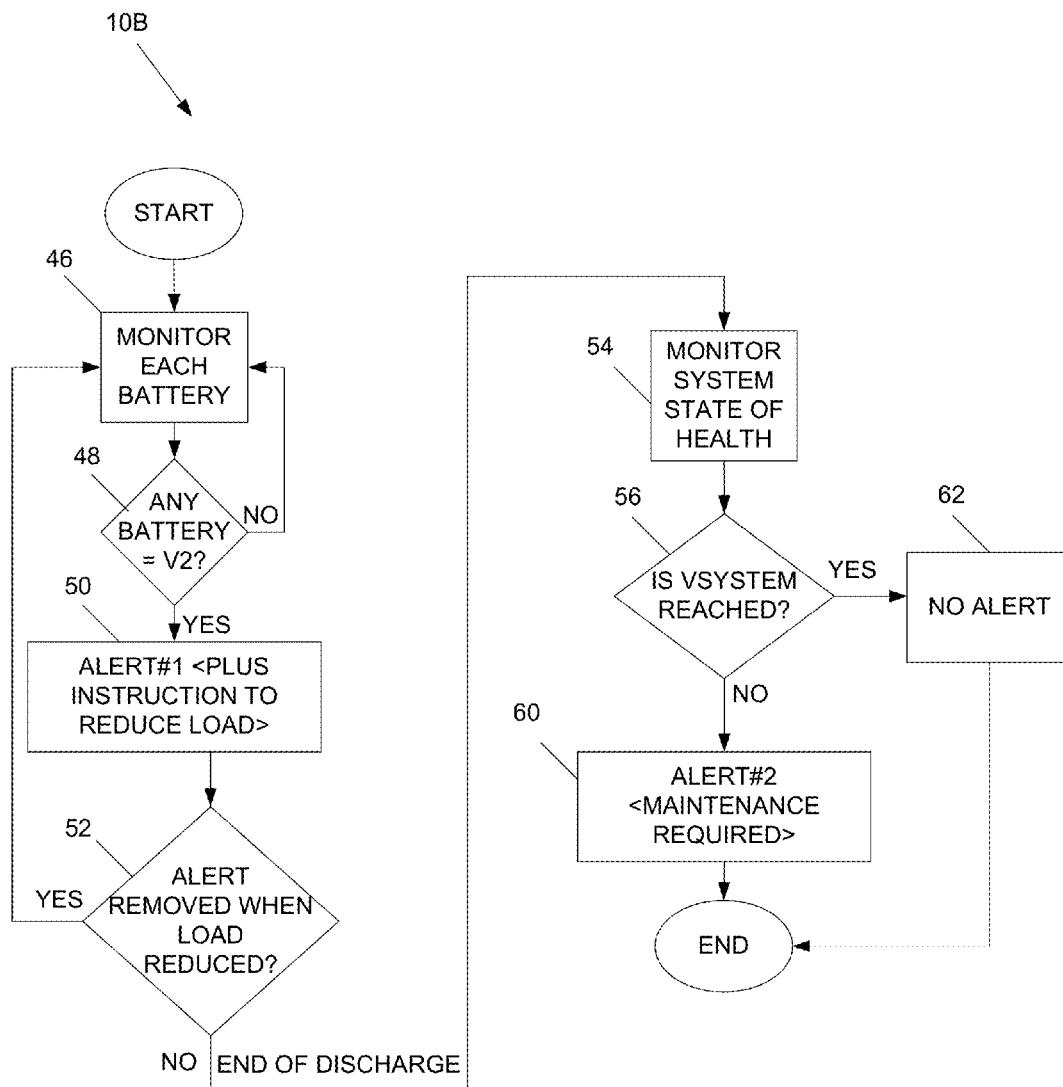 10B
START
46
MONITOR
EACH
BATTERY
48
ANY
BATTERY
= V2?
NO
YES
50
ALERT#1 <PLUS
INSTRUCTION TO
REDUCE LOAD>
52
ALERT
REMOVED WHEN
LOAD
REDUCED?
YES
NO
END OF DISCHARGE
54
MONITOR
SYSTEM
STATE OF
HEALTH
56
IS VSYSTEM
REACHED?
YES
62
NO ALERT
NO
60
ALERT#2
<MAINTENANCE
REQUIRED>
END